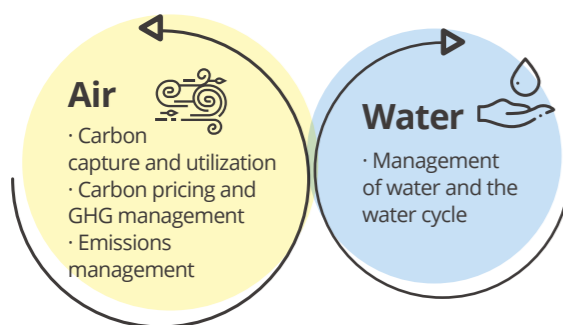 Air
· Carbon
capture and utilization
· Carbon pricing and
GHG management
· Emissions
management
Water
· Management
of water and the
water cycle